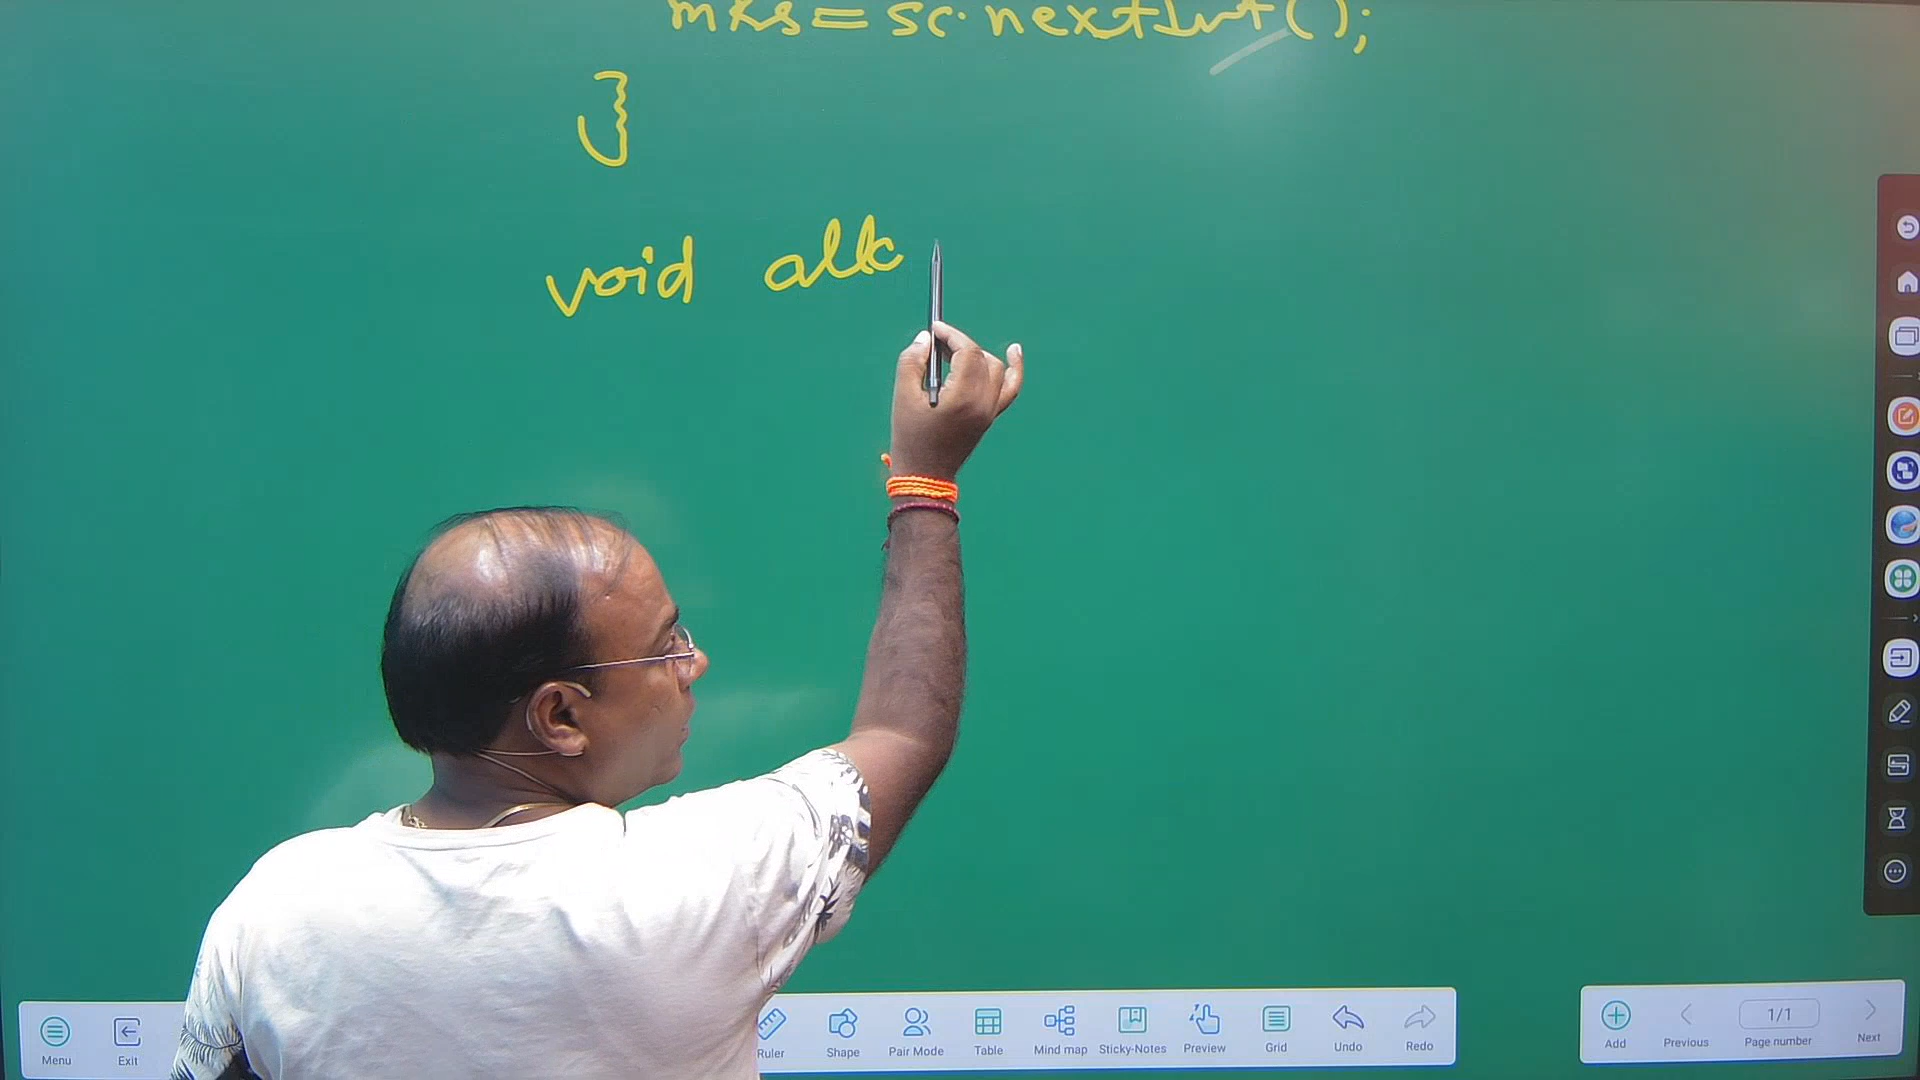 mks = sc.nextInt();
}
void alk
Menu
Exit
Ruler
Shape
Pair Mode
Table
Mind map
Sticky-Notes
Preview
Grid
Undo
Redo
Add
Previous
1/1
Page number
Next